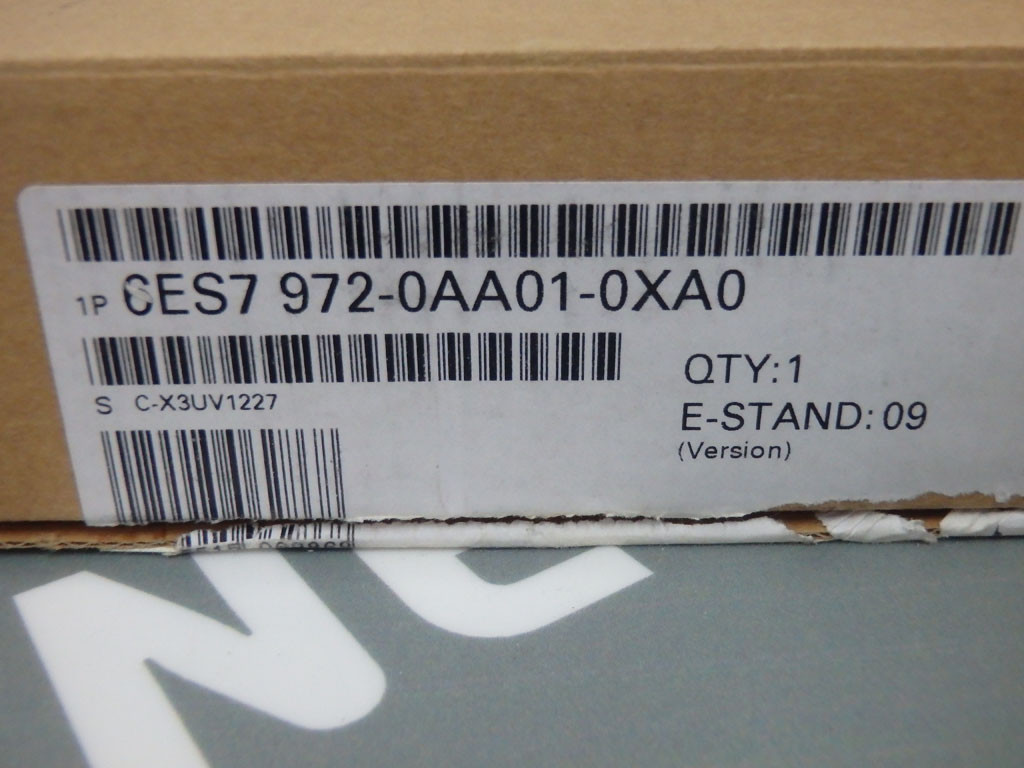 1P 6ES7 972-0AA01-0XA0
S C-X3UV1227
QTY:1
E-STAND: 09
(Version)